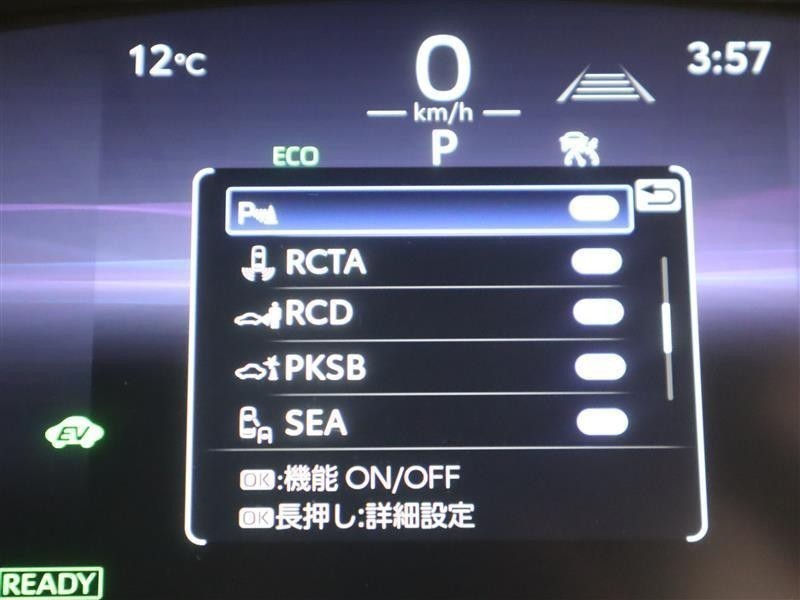 12°C
0
3:57
km/h
ECO
P
P
RCTA
RCD
PKSB
SEA
EV
OK:機能 ON/OFF
OK長押し:詳細設定
READY